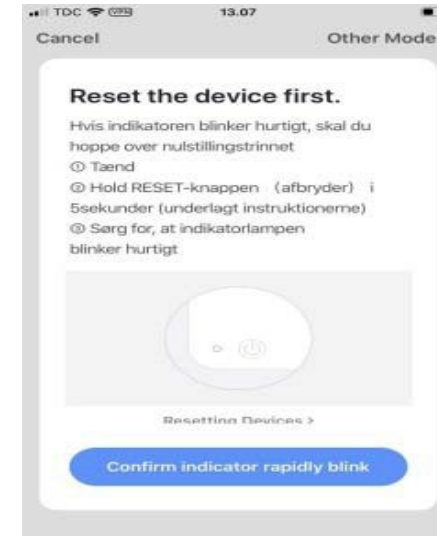 TDC VPN 13.07
Cancel Other Mode
Reset the device first.
Hvis indikatoren blinker hurtigt, skal du
hoppe over nulstillingstrinnet
① Tænd
② Hold RESET-knappen (afbryder) i
5sekunder (underlagt instruktionerne)
③ Sørg for, at indikatorlampen
blinker hurtigt
Resetting Devices >
Confirm indicator rapidly blink